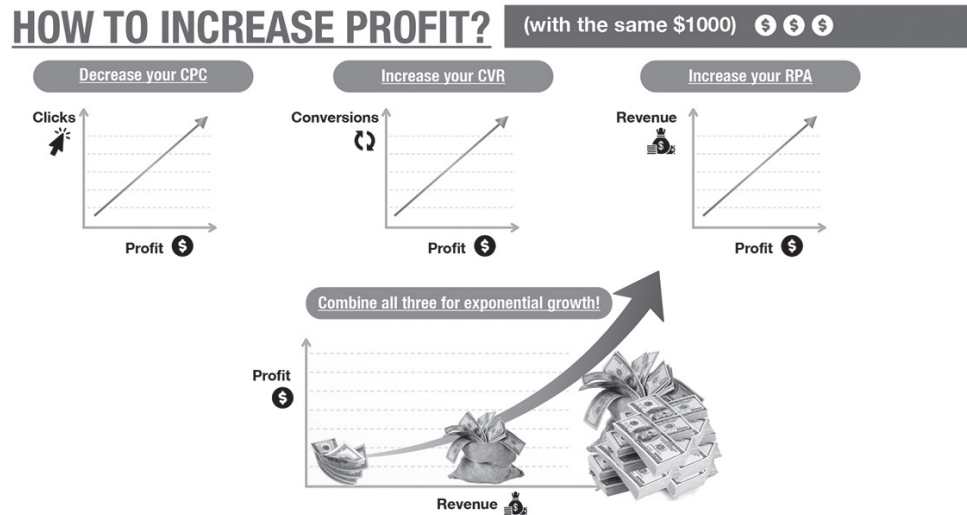 HOW TO INCREASE PROFIT?
(with the same $1000) $ $ $
Decrease your CPC
Increase your CVR
Increase your RPA
Clicks
Profit $
Conversions
Profit $
Revenue
$
Profit $
Combine all three for exponential growth!
Profit
$
Revenue $